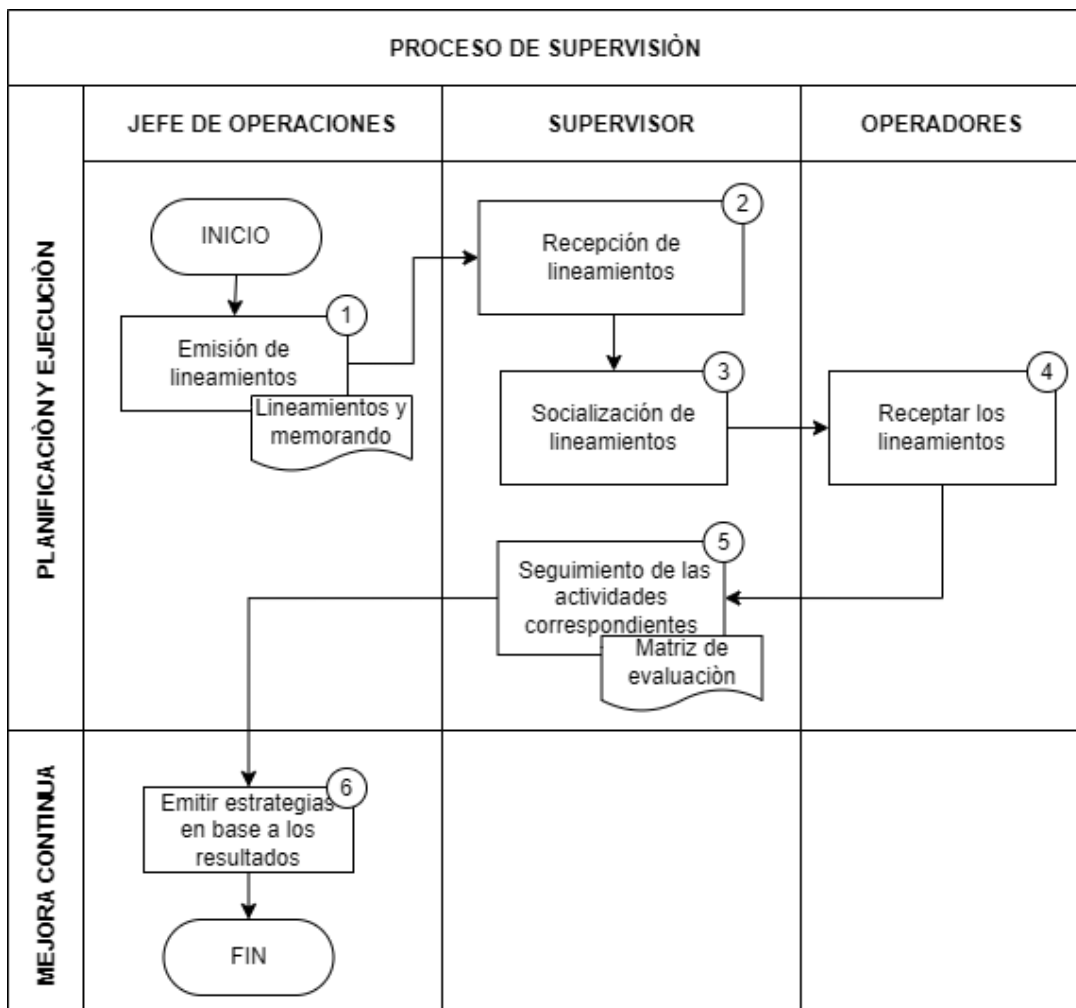 PROCESO DE SUPERVISIÒN
JEFE DE OPERACIONES
SUPERVISOR
OPERADORES
PLANIFICACIÒN Y EJECUCIÒN
INICIO
1
Emisión de
lineamientos
Lineamientos y
memorando
2
Recepción de
lineamientos
3
Socialización de
lineamientos
4
Receptar los
lineamientos
5
Seguimiento de las
actividades
correspondientes
Matriz de
evaluaciòn
MEJORA CONTINUA
6
Emitir estrategias
en base a los
resultados
FIN